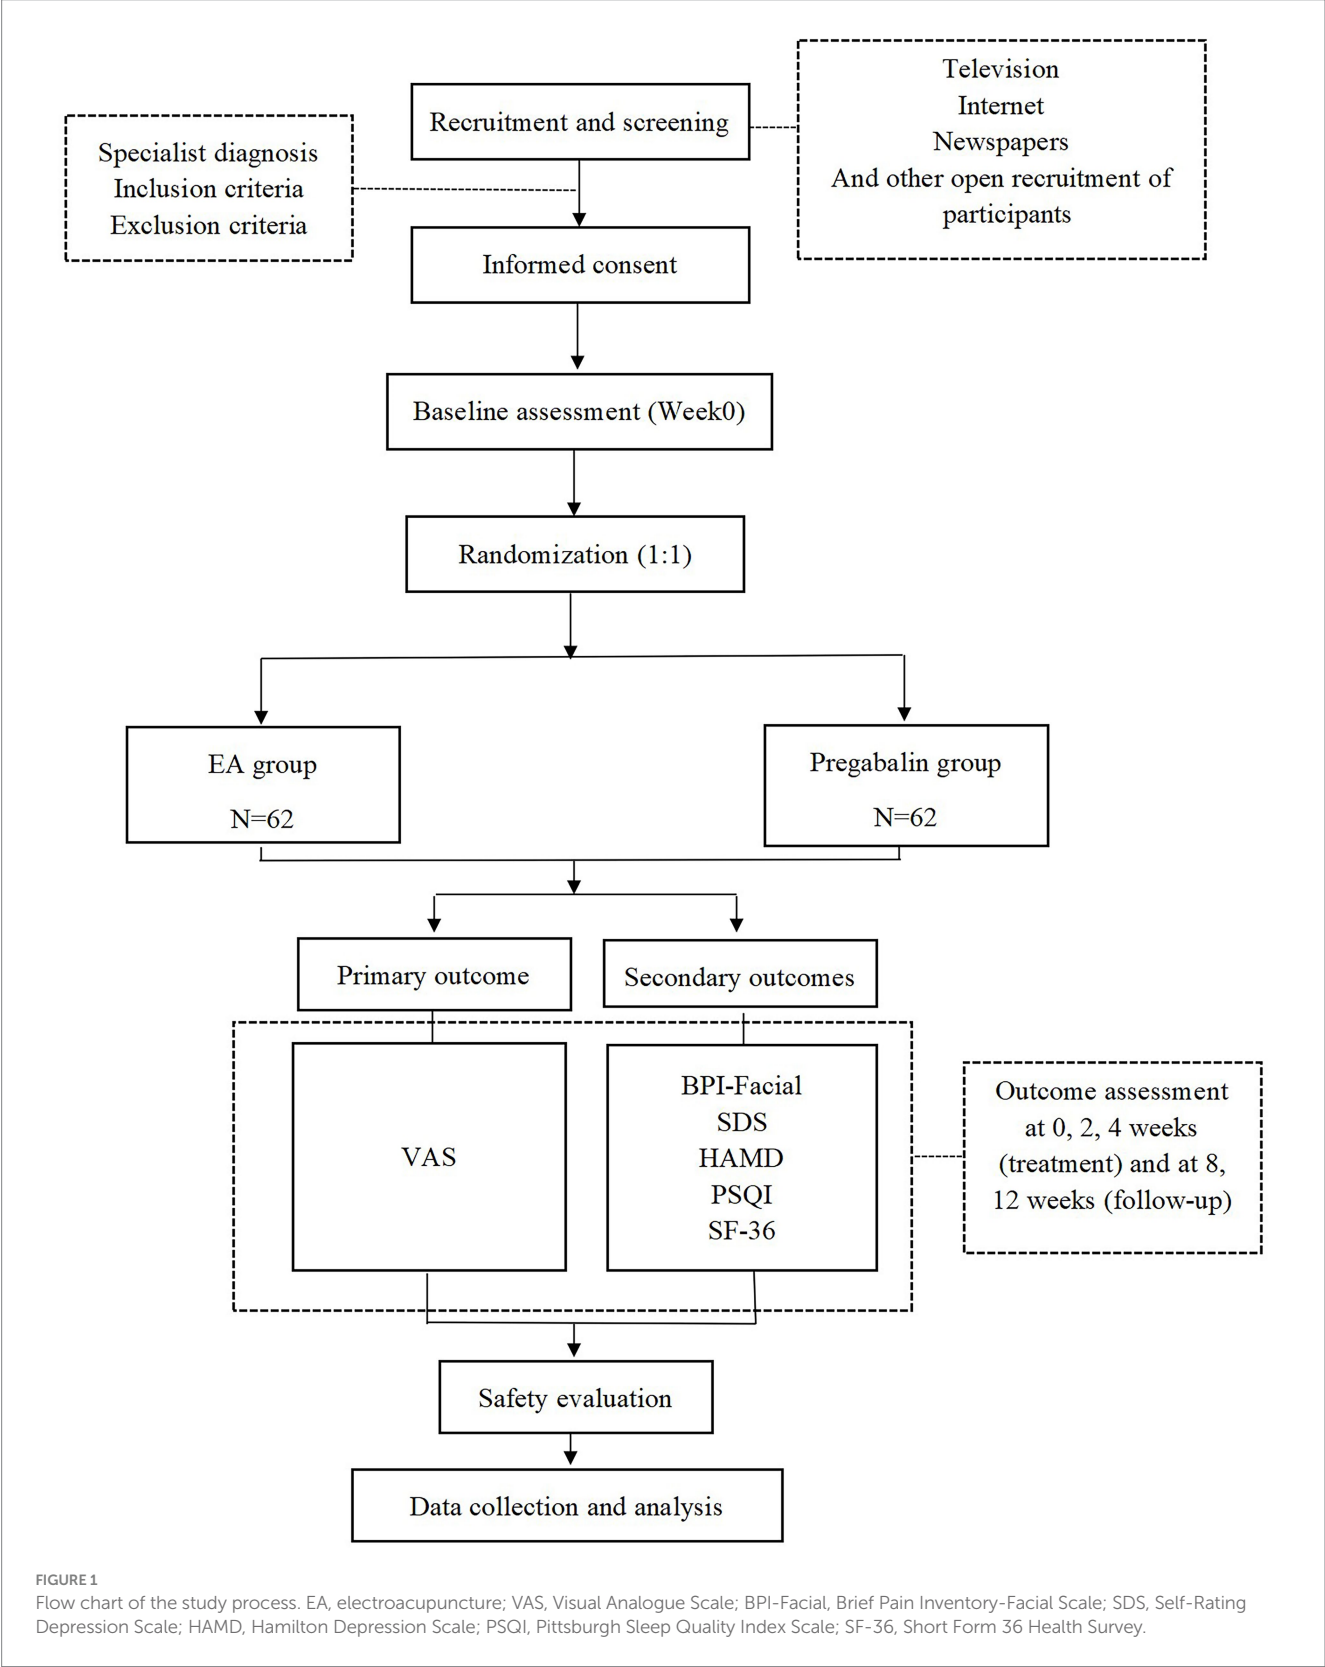 Recruitment and screening
Television
Internet
Newspapers
And other open recruitment of
participants
Specialist diagnosis
Inclusion criteria
Exclusion criteria
Informed consent
Baseline assessment (Week0)
Randomization (1:1)
EA group
N=62
Pregabalin group
N=62
Primary outcome
Secondary outcomes
VAS
BPI-Facial
SDS
HAMD
PSQI
SF-36
Outcome assessment
at 0, 2, 4 weeks
(treatment) and at 8,
12 weeks (follow-up)
Safety evaluation
Data collection and analysis
FIGURE 1
Flow chart of the study process. EA, electroacupuncture; VAS, Visual Analogue Scale; BPI-Facial, Brief Pain Inventory-Facial Scale; SDS, Self-Rating
Depression Scale; HAMD, Hamilton Depression Scale; PSQI, Pittsburgh Sleep Quality Index Scale; SF-36, Short Form 36 Health Survey.